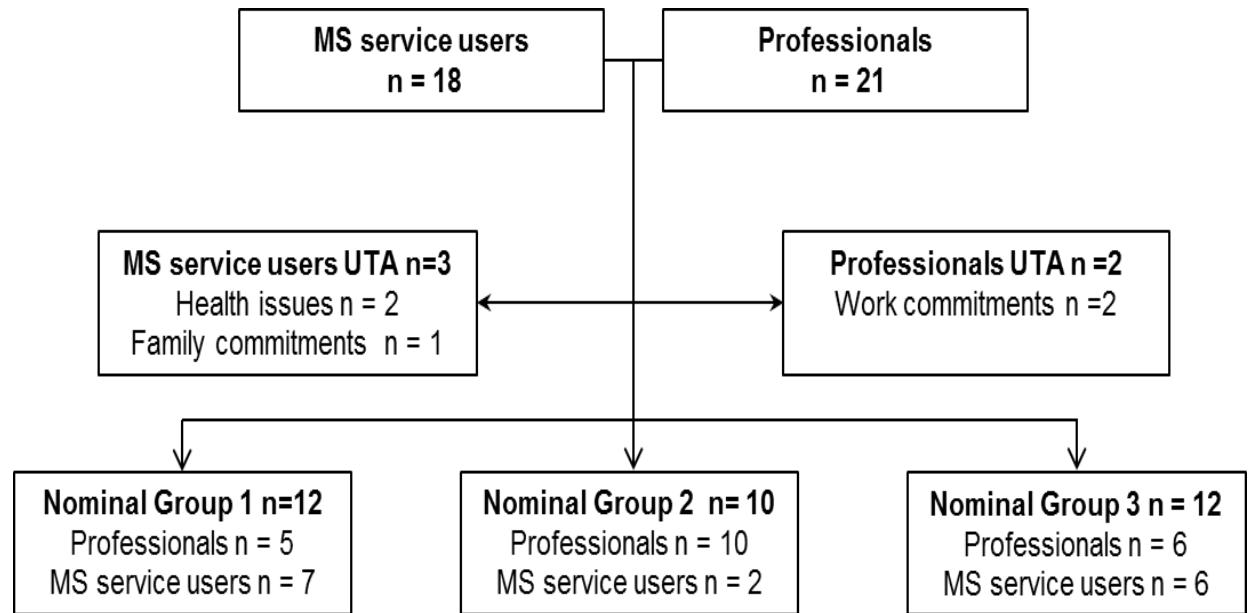 MS service users
n = 18
Professionals
n = 21
MS service users UTA n=3
Health issues n = 2
Family commitments n = 1
Professionals UTA n =2
Work commitments n =2
Nominal Group 1 n=12
Professionals n = 5
MS service users n = 7
Nominal Group 2 n= 10
Professionals n = 10
MS service users n = 2
Nominal Group 3 n = 12
Professionals n = 6
MS service users n = 6